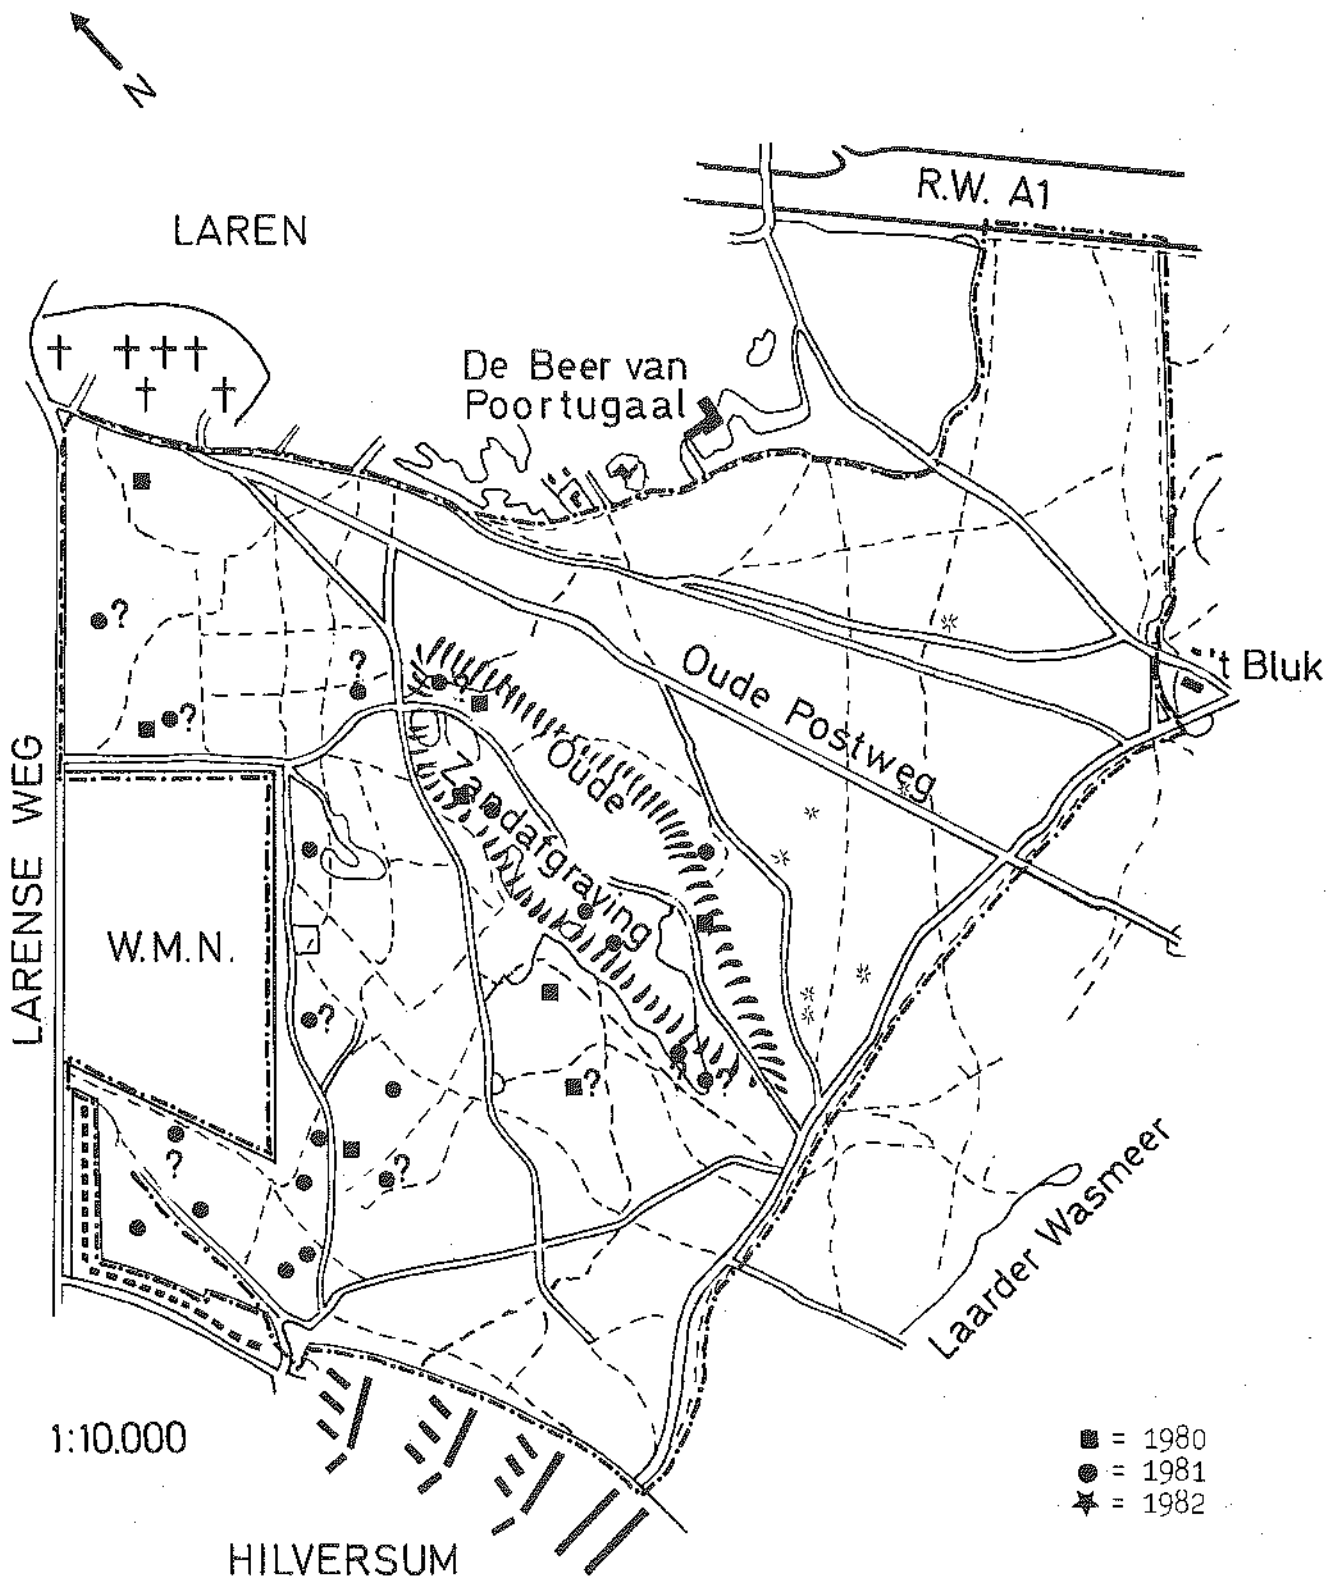 N
LAREN
R.W. A1
De Beer van
Poortugaal
?
?
?
't Bluk
Oude Postweg
Oude
Zandafgraving
LARENSE WEG
W.M.N.
?
?
?
?
?
?
Laarder Wasmeer
1:10.000
= 1980
= 1981
= 1982
HILVERSUM